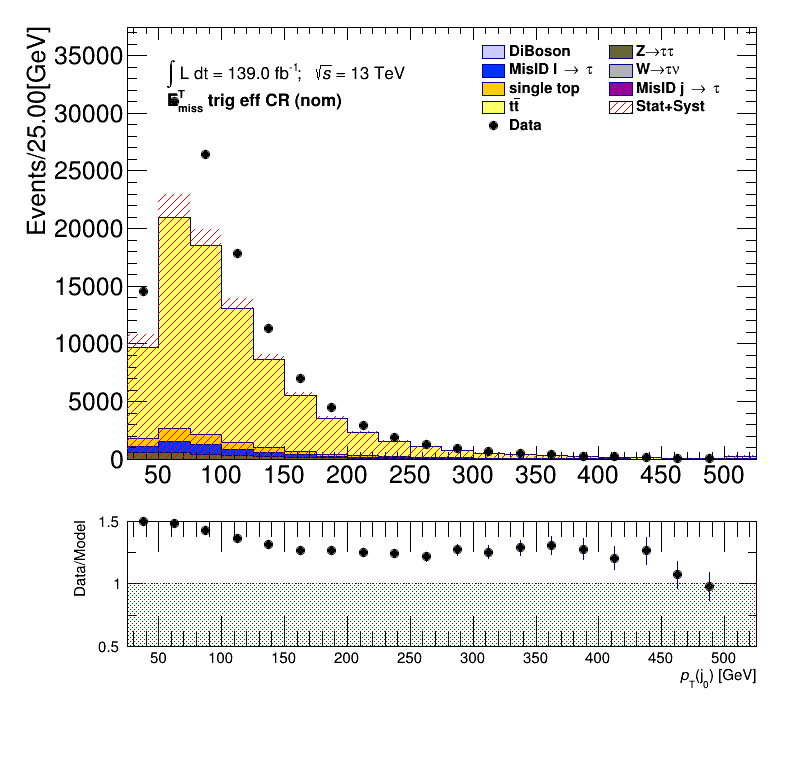 Events/25.00[GeV]
35000
30000
25000
20000
15000
10000
5000
0
∫ L dt = 139.0 fb⁻¹; √s = 13 TeV
E^T_miss trig eff CR (nom)
DiBoson
MisID l → τ
single top
tt̄
Data
Z→ττ
W→τν
MisID j → τ
Stat+Syst
50 100 150 200 250 300 350 400 450 500
Data/Model
1.5
1
0.5
50 100 150 200 250 300 350 400 450 500
p_T(j_0) [GeV]